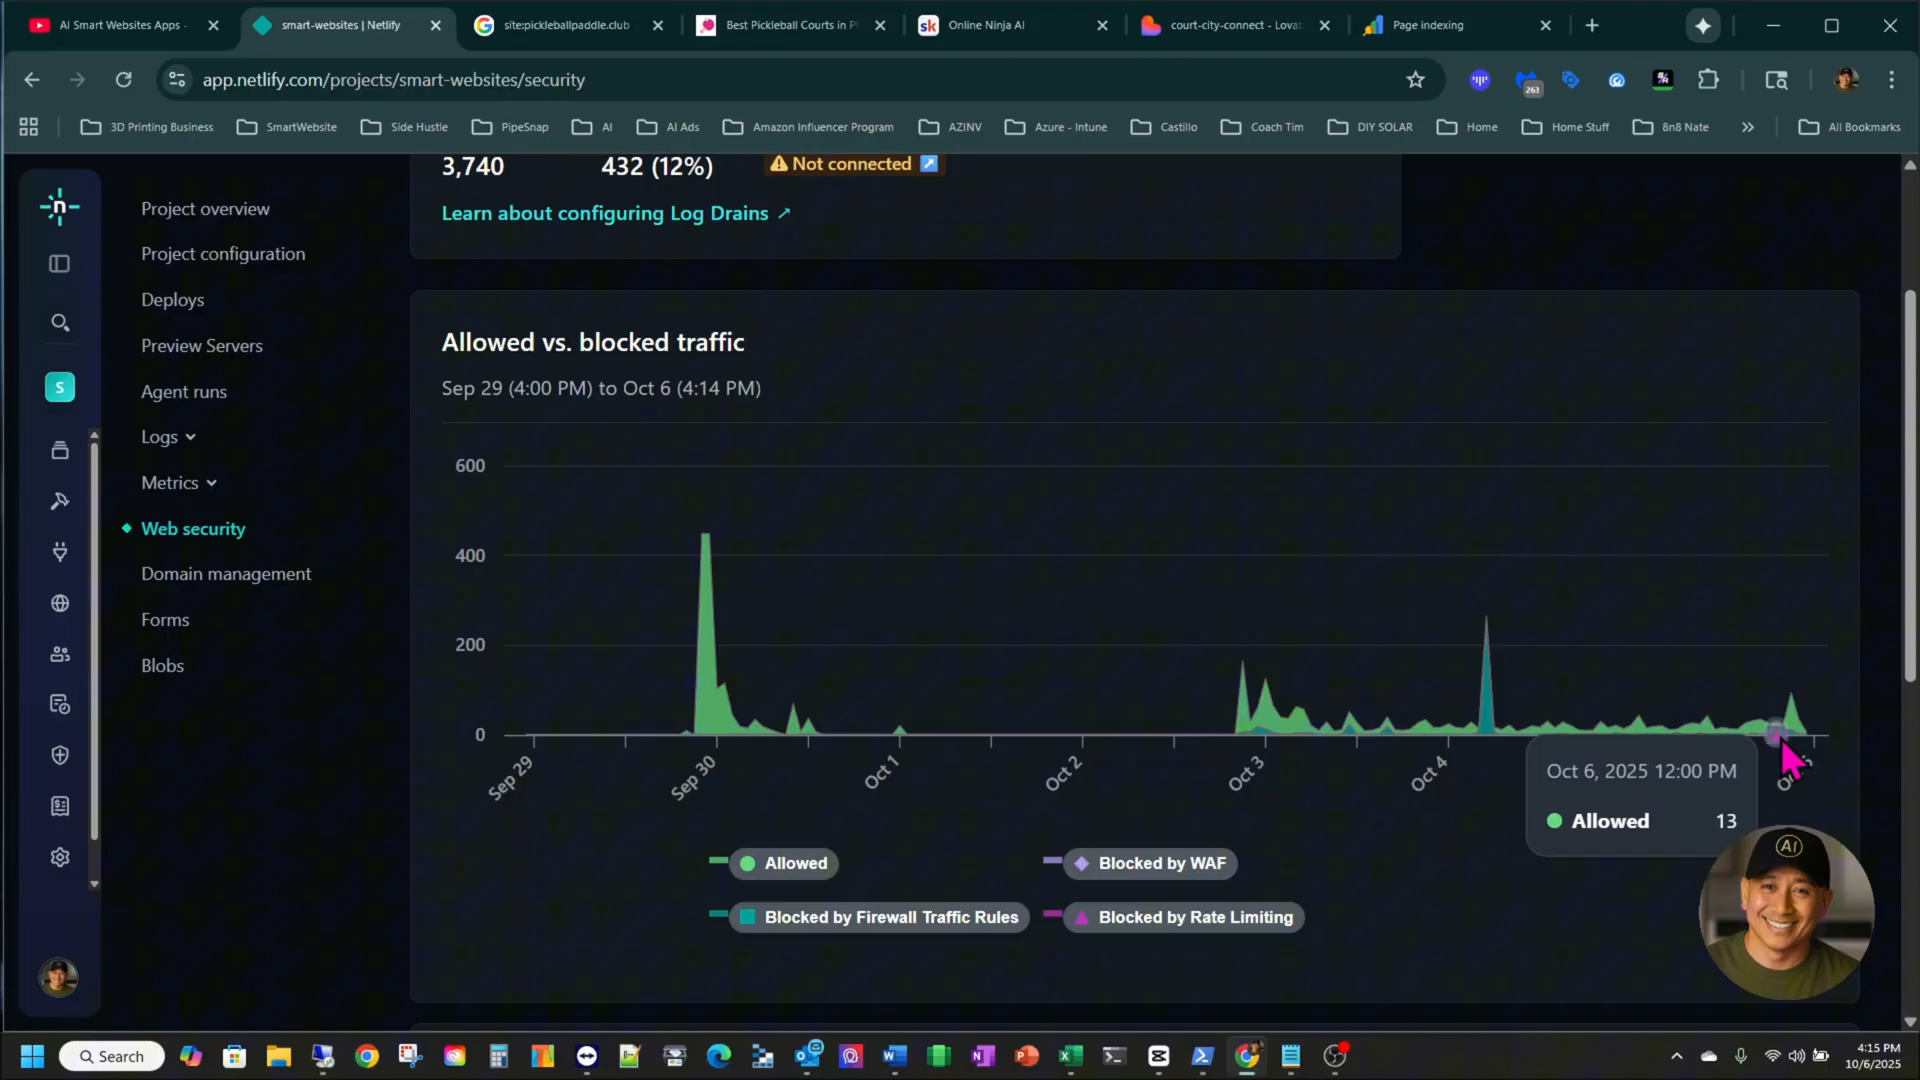 AI Smart Websites Apps -
smart-websites | Netlify
site:pickleballpaddle.club
Best Pickleball Courts in P
sk
Online Ninja AI
court-city-connect - Lova
Page indexing
app.netlify.com/projects/smart-websites/security
263
3D Printing Business
SmartWebsite
Side Hustle
PipeSnap
AI
AI Ads
Amazon Influencer Program
AZINV
Azure - Intune
Castillo
Coach Tim
DIY SOLAR
Home
Home Stuff
8n8 Nate
All Bookmarks
n
S
Project overview
Project configuration
Deploys
Preview Servers
Agent runs
Logs
Metrics
Web security
Domain management
Forms
Blobs
3,740
432 (12%)
Not connected
Learn about configuring Log Drains
Allowed vs. blocked traffic
Sep 29 (4:00 PM) to Oct 6 (4:14 PM)
600
400
200
0
Sep 29
Sep 30
Oct 1
Oct 2
Oct 3
Oct 4
Oct 6, 2025 12:00 PM
Allowed 13
Allowed
Blocked by WAF
Blocked by Firewall Traffic Rules
Blocked by Rate Limiting
AI
Search
4:15 PM
10/6/2025